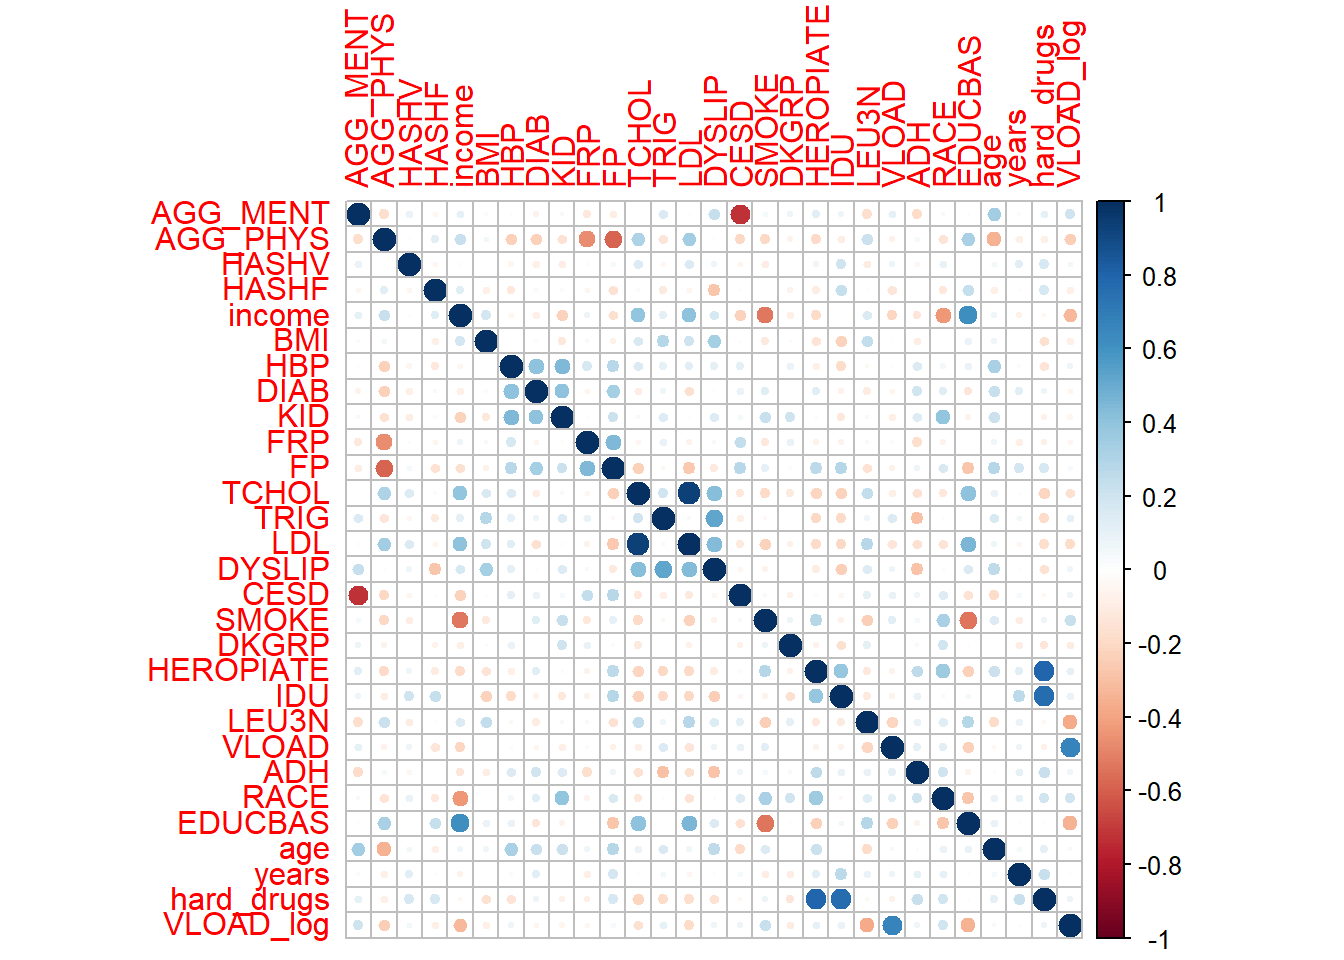 AGG_MENT
AGG_PHYS
HASHV
HASHF
income
BMI
HBP
DIAB
KID
FRP
FP
TCHOL
TRIG
LDL
DYSLIP
CESD
SMOKE
DKGRP
HEROPIATE
IDU
LEU3N
VLOAD
ADH
RACE
EDUCBAS
age
years
hard_drugs
VLOAD_log
AGG_MENT
AGG_PHYS
HASHV
HASHF
income
BMI
HBP
DIAB
KID
FRP
FP
TCHOL
TRIG
LDL
DYSLIP
CESD
SMOKE
DKGRP
HEROPIATE
IDU
LEU3N
VLOAD
ADH
RACE
EDUCBAS
age
years
hard_drugs
VLOAD_log
1
0.8
0.6
0.4
0.2
0
-0.2
-0.4
-0.6
-0.8
-1